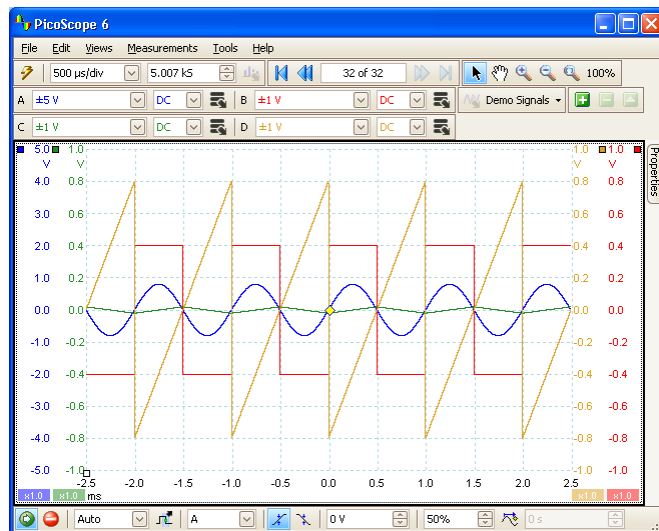 PicoScope 6
File Edit Views Measurements Tools Help
500 µs/div 5.007 kS 32 of 32 100%
A ±5 V DC B ±1 V DC Demo Signals
C ±1 V DC D ±1 V DC
5.0 1.0 1.0 1.0
V V V V
4.0 0.8 0.8 0.8
3.0 0.6 0.6 0.6
2.0 0.4 0.4 0.4
1.0 0.2 0.2 0.2
0.0 0.0 0.0 0.0
-1.0 -0.2 -0.2 -0.2
-2.0 -0.4 -0.4 -0.4
-3.0 -0.6 -0.6 -0.6
-4.0 -0.8 -0.8 -0.8
-5.0 -1.0 -1.0 -1.0
-2.5 -2.0 -1.5 -1.0 -0.5 0.0 0.5 1.0 1.5 2.0 2.5
x1.0 x1.0 ms x1.0 x1.0
Properties
Auto A 0 V 50% 0 s